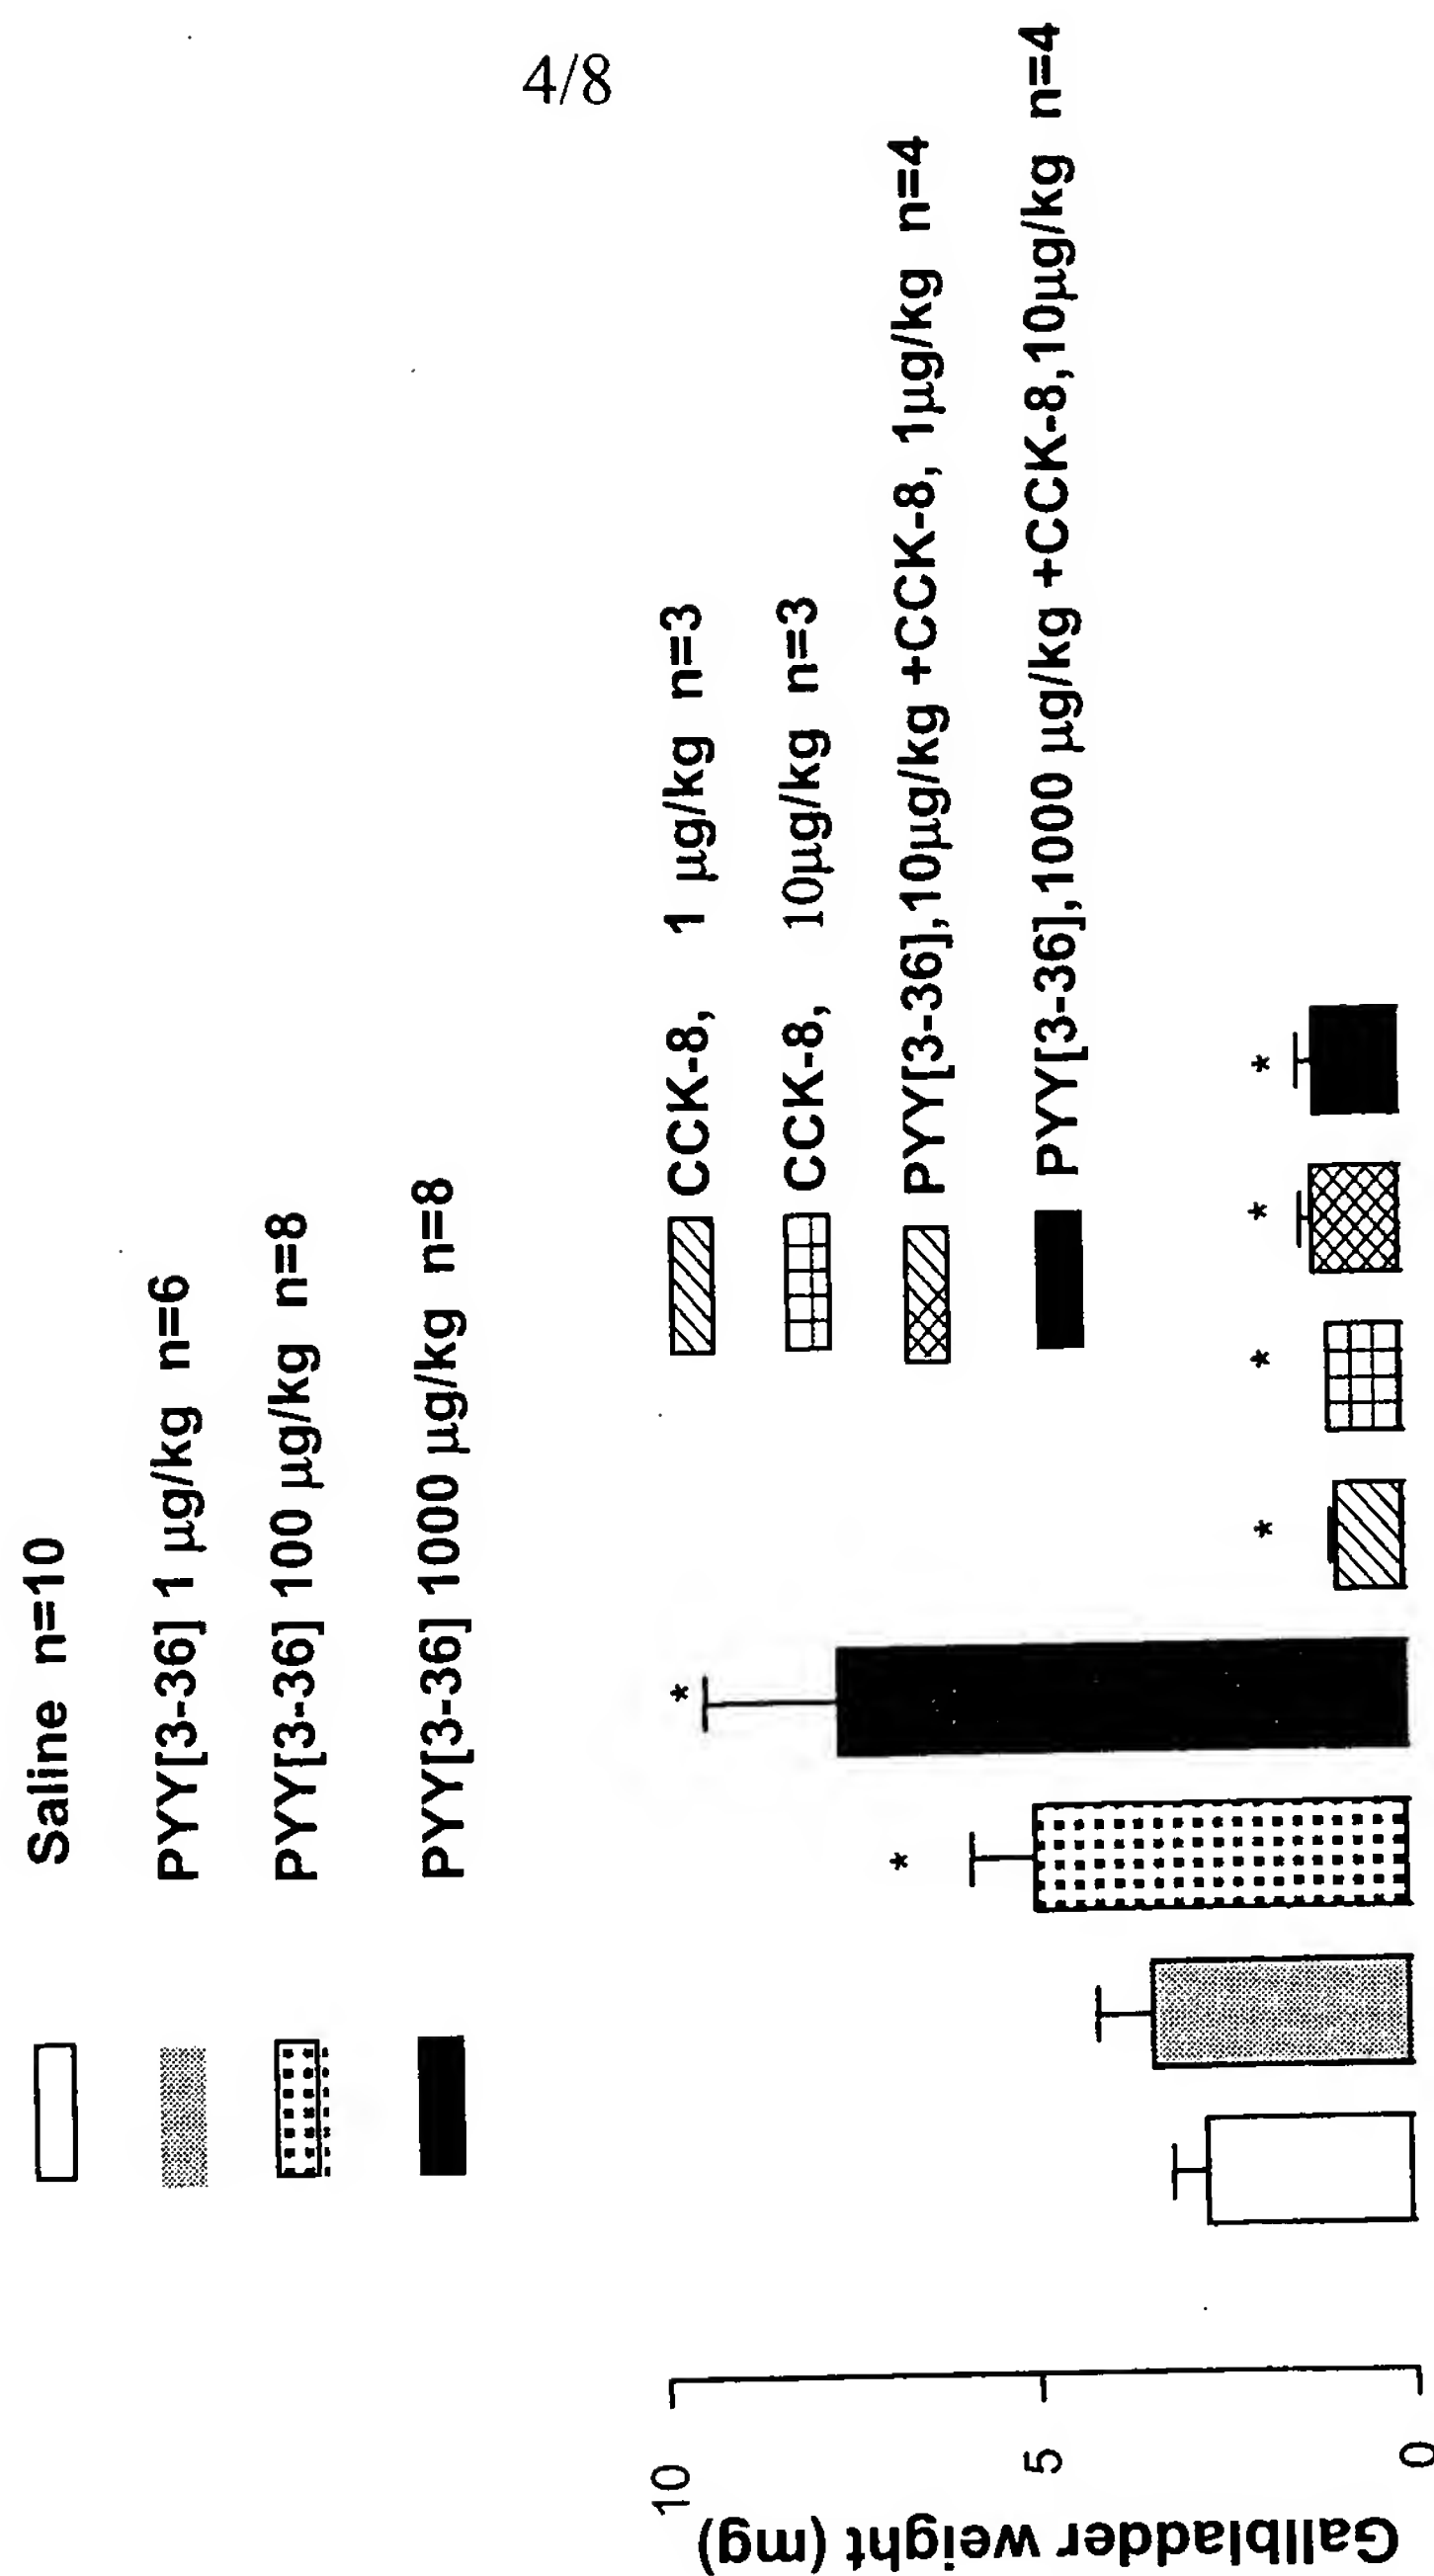 4/8
Saline n=10
PYY[3-36] 1 µg/kg n=6
PYY[3-36] 100 µg/kg n=8
PYY[3-36] 1000 µg/kg n=8
CCK-8, 1 µg/kg n=3
CCK-8, 10µg/kg n=3
PYY[3-36],10µg/kg +CCK-8, 1µg/kg n=4
PYY[3-36],1000 µg/kg +CCK-8,10µg/kg n=4
Gallbladder weight (mg)
10
5
0
*
*
*
*
*
*